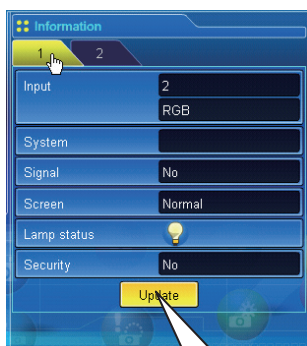 Information
1 2
Input 2
RGB
System
Signal No
Screen Normal
Lamp status
Security No
Update